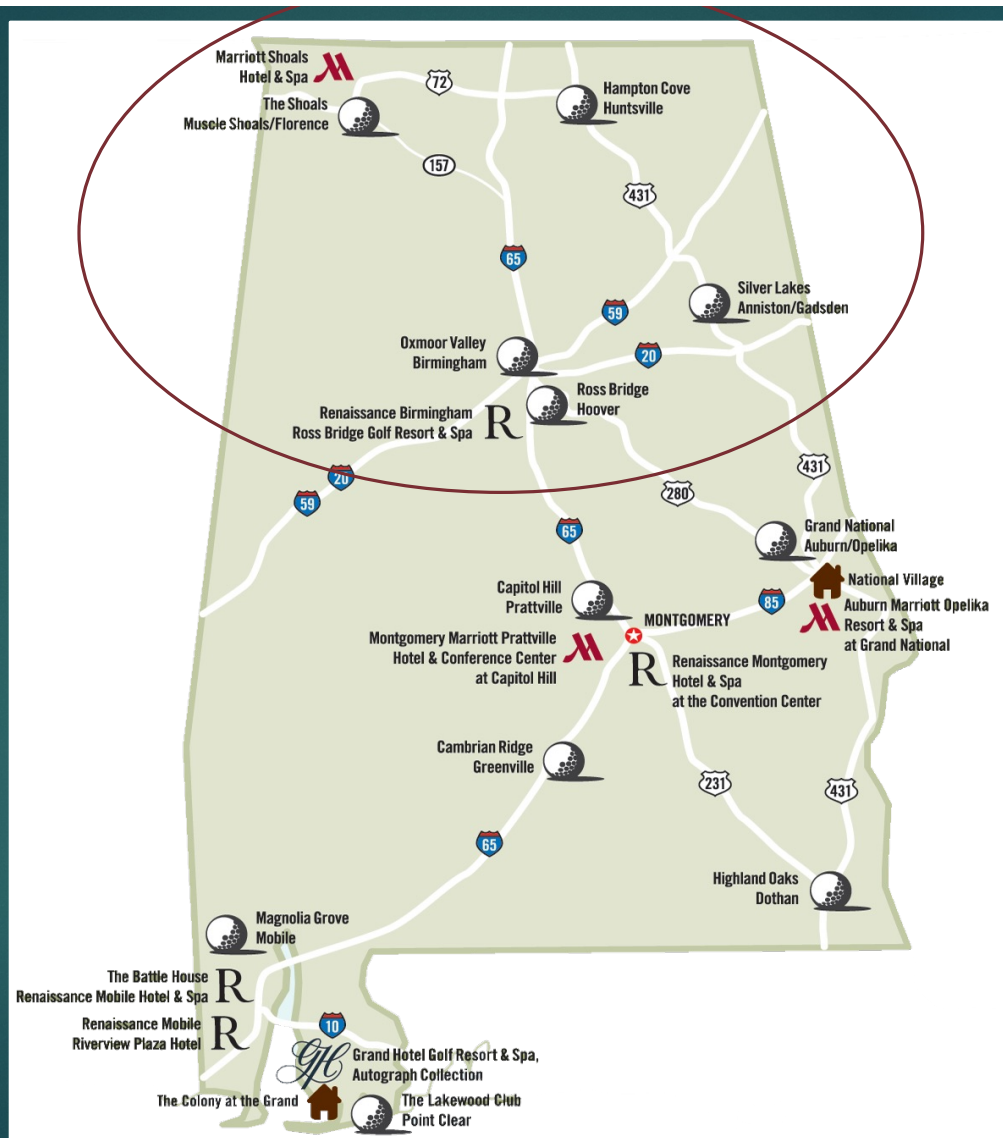 Marriott Shoals
Hotel & Spa
72
Hampton Cove
Huntsville
The Shoals
Muscle Shoals/Florence
157
431
65
Silver Lakes
Anniston/Gadsden
59
Oxmoor Valley
Birmingham
20
Ross Bridge
Hoover
Renaissance Birmingham
Ross Bridge Golf Resort & Spa
R
20
59
431
280
65
Grand National
Auburn/Opelika
National Village
Capitol Hill
Prattville
85
Auburn Marriott Opelika
Resort & Spa
at Grand National
MONTGOMERY
Montgomery Marriott Prattville
Hotel & Conference Center
at Capitol Hill
R
Renaissance Montgomery
Hotel & Spa
at the Convention Center
Cambrian Ridge
Greenville
231
431
65
Highland Oaks
Dothan
Magnolia Grove
Mobile
The Battle House
Renaissance Mobile Hotel & Spa
R
Renaissance Mobile
Riverview Plaza Hotel
R
10
GH
Grand Hotel Golf Resort & Spa,
Autograph Collection
The Colony at the Grand
The Lakewood Club
Point Clear